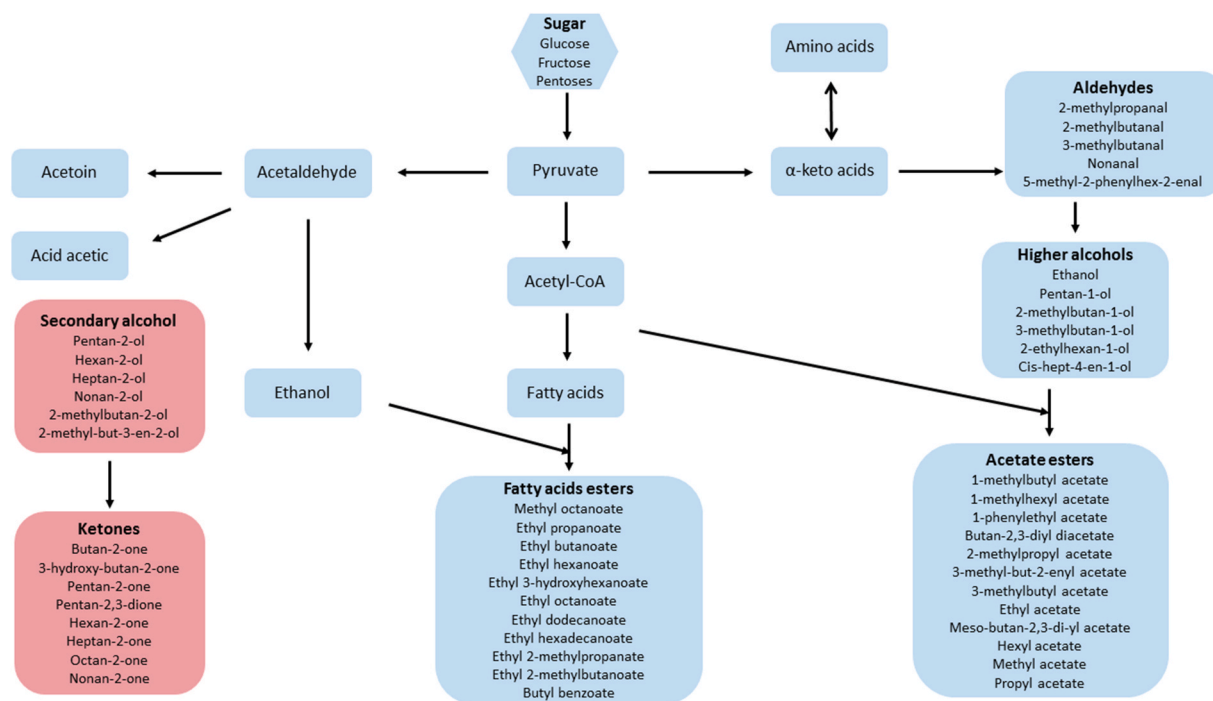 Sugar
Glucose
Fructose
Pentoses
Amino acids
Aldehydes
2-methylpropanal
2-methylbutanal
3-methylbutanal
Nonanal
5-methyl-2-phenylhex-2-enal
Acetoin
Acetaldehyde
Pyruvate
α-keto acids
Acid acetic
Acetyl-CoA
Higher alcohols
Ethanol
Pentan-1-ol
2-methylbutan-1-ol
3-methylbutan-1-ol
2-ethylhexan-1-ol
Cis-hept-4-en-1-ol
Secondary alcohol
Pentan-2-ol
Hexan-2-ol
Heptan-2-ol
Nonan-2-ol
2-methylbutan-2-ol
2-methyl-but-3-en-2-ol
Ethanol
Fatty acids
Ketones
Butan-2-one
3-hydroxy-butan-2-one
Pentan-2-one
Pentan-2,3-dione
Hexan-2-one
Heptan-2-one
Octan-2-one
Nonan-2-one
Fatty acids esters
Methyl octanoate
Ethyl propanoate
Ethyl butanoate
Ethyl hexanoate
Ethyl 3-hydroxyhexanoate
Ethyl octanoate
Ethyl dodecanoate
Ethyl hexadecanoate
Ethyl 2-methylpropanate
Ethyl 2-methylbutanoate
Butyl benzoate
Acetate esters
1-methylbutyl acetate
1-methylhexyl acetate
1-phenylethyl acetate
Butan-2,3-diyl diacetate
2-methylpropyl acetate
3-methyl-but-2-enyl acetate
3-methylbutyl acetate
Ethyl acetate
Meso-butan-2,3-di-yl acetate
Hexyl acetate
Methyl acetate
Propyl acetate